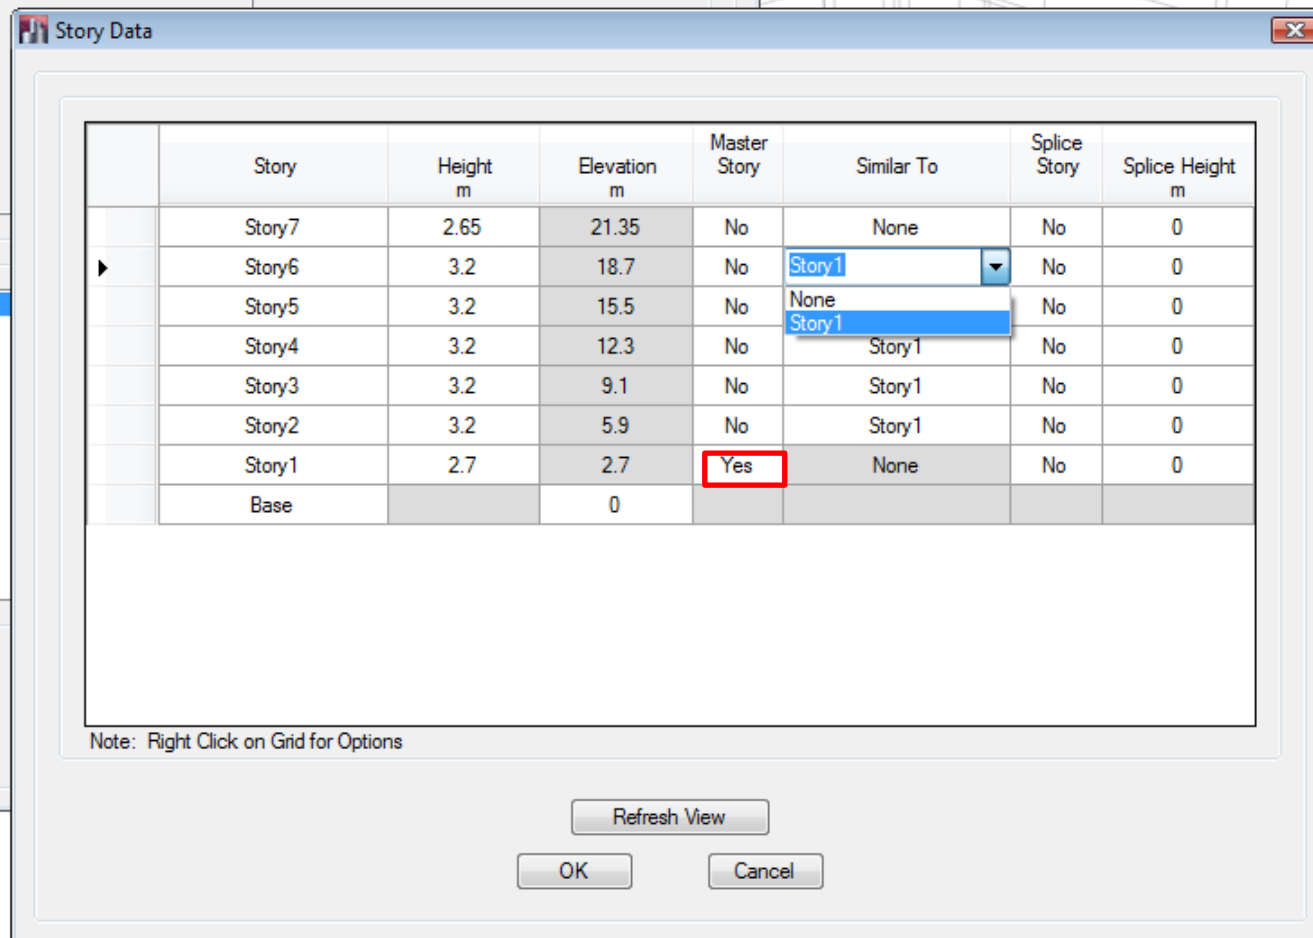 Story Data
Story Height m Elevation m Master Story Similar To Splice Story Splice Height m
Story7 2.65 21.35 No None No 0
Story6 3.2 18.7 No Story1 No 0
None
Story5 3.2 15.5 No No 0
Story1
Story4 3.2 12.3 No Story1 No 0
Story3 3.2 9.1 No Story1 No 0
Story2 3.2 5.9 No Story1 No 0
Story1 2.7 2.7 Yes None No 0
Base 0
Note: Right Click on Grid for Options
Refresh View
OK Cancel